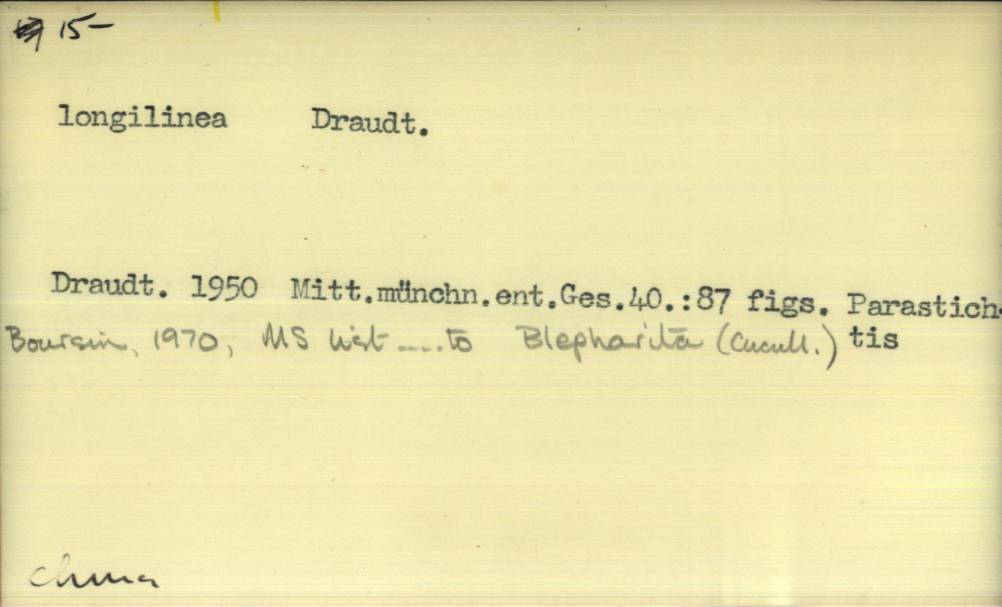 15-
longilinea Draudt.
Draudt. 1950 Mitt.münchn.ent.Ges.40.:87 figs. Parastich-
Boursin, 1970, MS list ....to Blepharita (Cucull.) tis
China